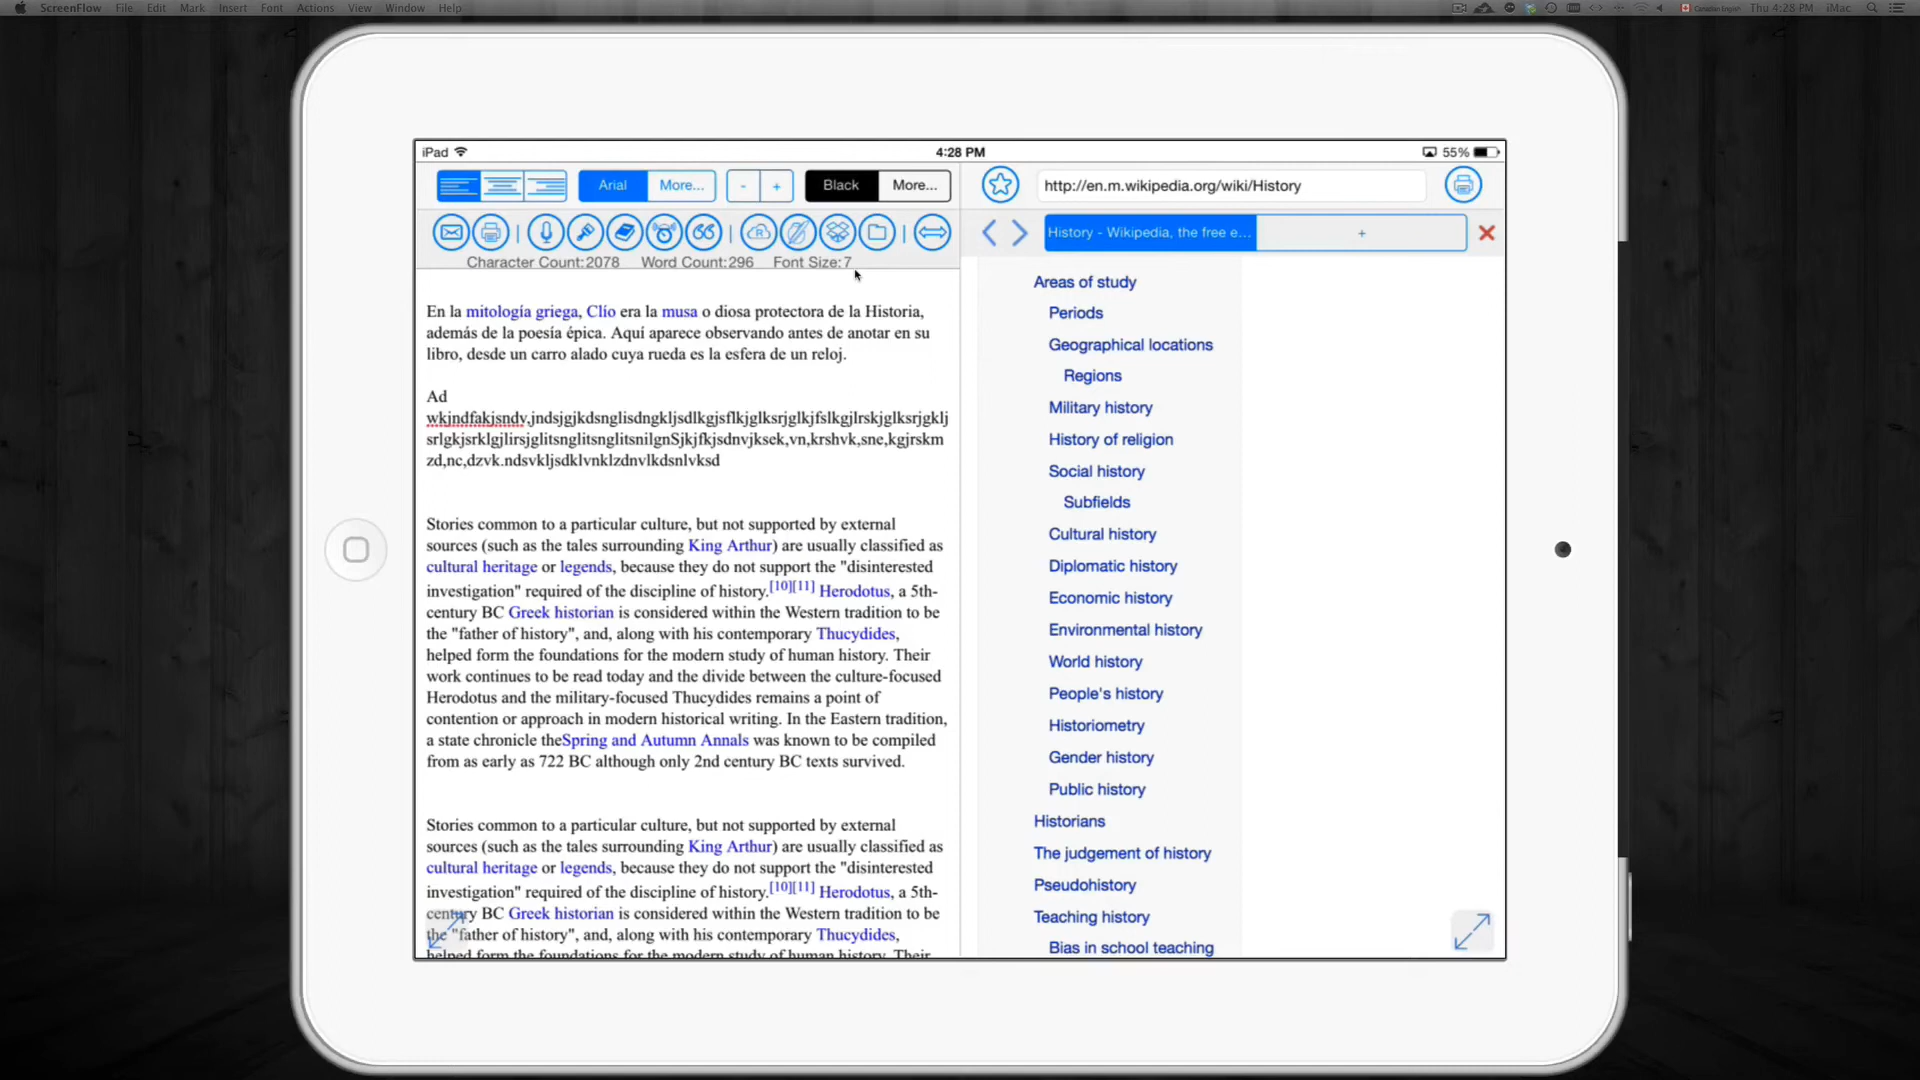 ScreenFlow File Edit Mark Insert Font Actions View Window Help Canadian English Thu 4:28 PM iMac
iPad 4:28 PM 55%
Arial More... - + Black More... http://en.m.wikipedia.org/wiki/History
History - Wikipedia, the free e... +
Character Count:2078 Word Count:296 Font Size:7
En la mitología griega, Clío era la musa o diosa protectora de la Historia,
además de la poesía épica. Aquí aparece observando antes de anotar en su
libro, desde un carro alado cuya rueda es la esfera de un reloj.
Ad
wkjndfakjsndv,jndsjgjkdsnglisdngkljsdlkgjsflkjglksrjglkjfslkgjlrskjglksrjgklj
srlgkjsrklgjlirsjglitsnglitsnglitsnilgnSjkjfkjsdnvjksek,vn,krshvk,sne,kgjrskm
zd,nc,dzvk.ndsvkljsdklvnklzdnvlkdsnlvksd
Stories common to a particular culture, but not supported by external
sources (such as the tales surrounding King Arthur) are usually classified as
cultural heritage or legends, because they do not support the "disinterested
investigation" required of the discipline of history.[10][11] Herodotus, a 5th-
century BC Greek historian is considered within the Western tradition to be
the "father of history", and, along with his contemporary Thucydides,
helped form the foundations for the modern study of human history. Their
work continues to be read today and the divide between the culture-focused
Herodotus and the military-focused Thucydides remains a point of
contention or approach in modern historical writing. In the Eastern tradition,
a state chronicle theSpring and Autumn Annals was known to be compiled
from as early as 722 BC although only 2nd century BC texts survived.
Stories common to a particular culture, but not supported by external
sources (such as the tales surrounding King Arthur) are usually classified as
cultural heritage or legends, because they do not support the "disinterested
investigation" required of the discipline of history.[10][11] Herodotus, a 5th-
century BC Greek historian is considered within the Western tradition to be
the "father of history", and, along with his contemporary Thucydides,
helped form the foundations for the modern study of human history. Their
Areas of study
Periods
Geographical locations
Regions
Military history
History of religion
Social history
Subfields
Cultural history
Diplomatic history
Economic history
Environmental history
World history
People's history
Historiometry
Gender history
Public history
Historians
The judgement of history
Pseudohistory
Teaching history
Bias in school teaching